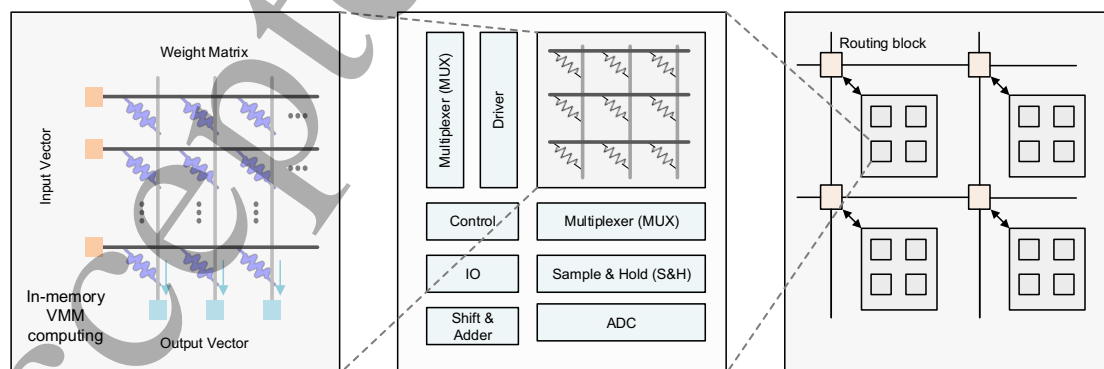 Weight Matrix
Input Vector
In-memory
VMM
computing
Output Vector
Multiplexer (MUX)
Driver
Control
Multiplexer (MUX)
IO
Sample & Hold (S&H)
Shift &
Adder
ADC
Routing block